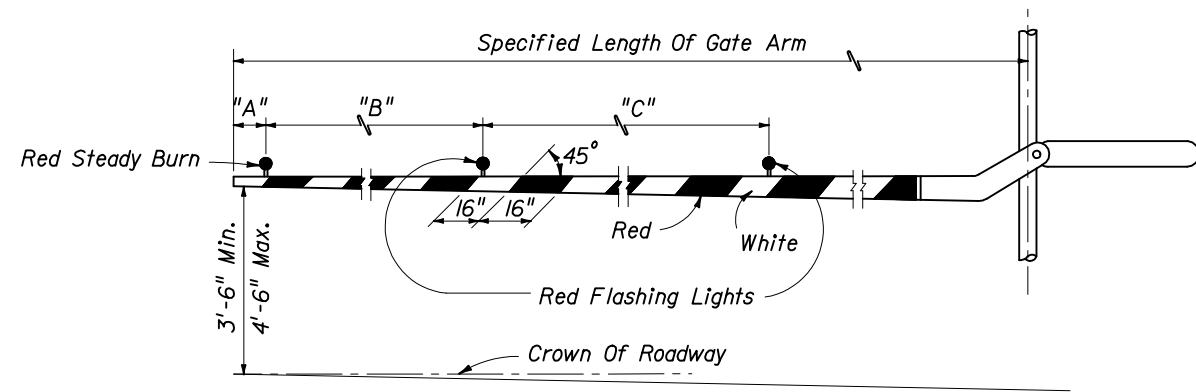 Specified Length Of Gate Arm
"A"
"B"
"C"
Red Steady Burn
45°
16"
16"
Red
White
3'-6" Min.
4'-6" Max.
Red Flashing Lights
Crown Of Roadway